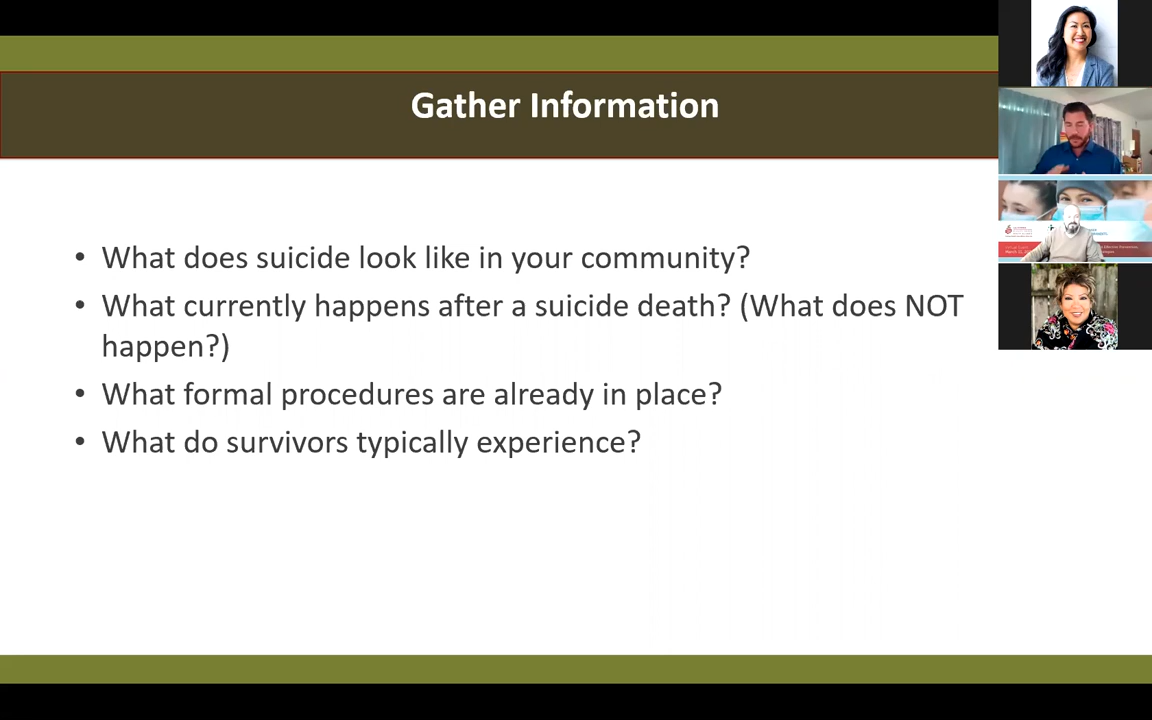 Gather Information
• What does suicide look like in your community?
• What currently happens after a suicide death? (What does NOT
happen?)
• What formal procedures are already in place?
• What do survivors typically experience?